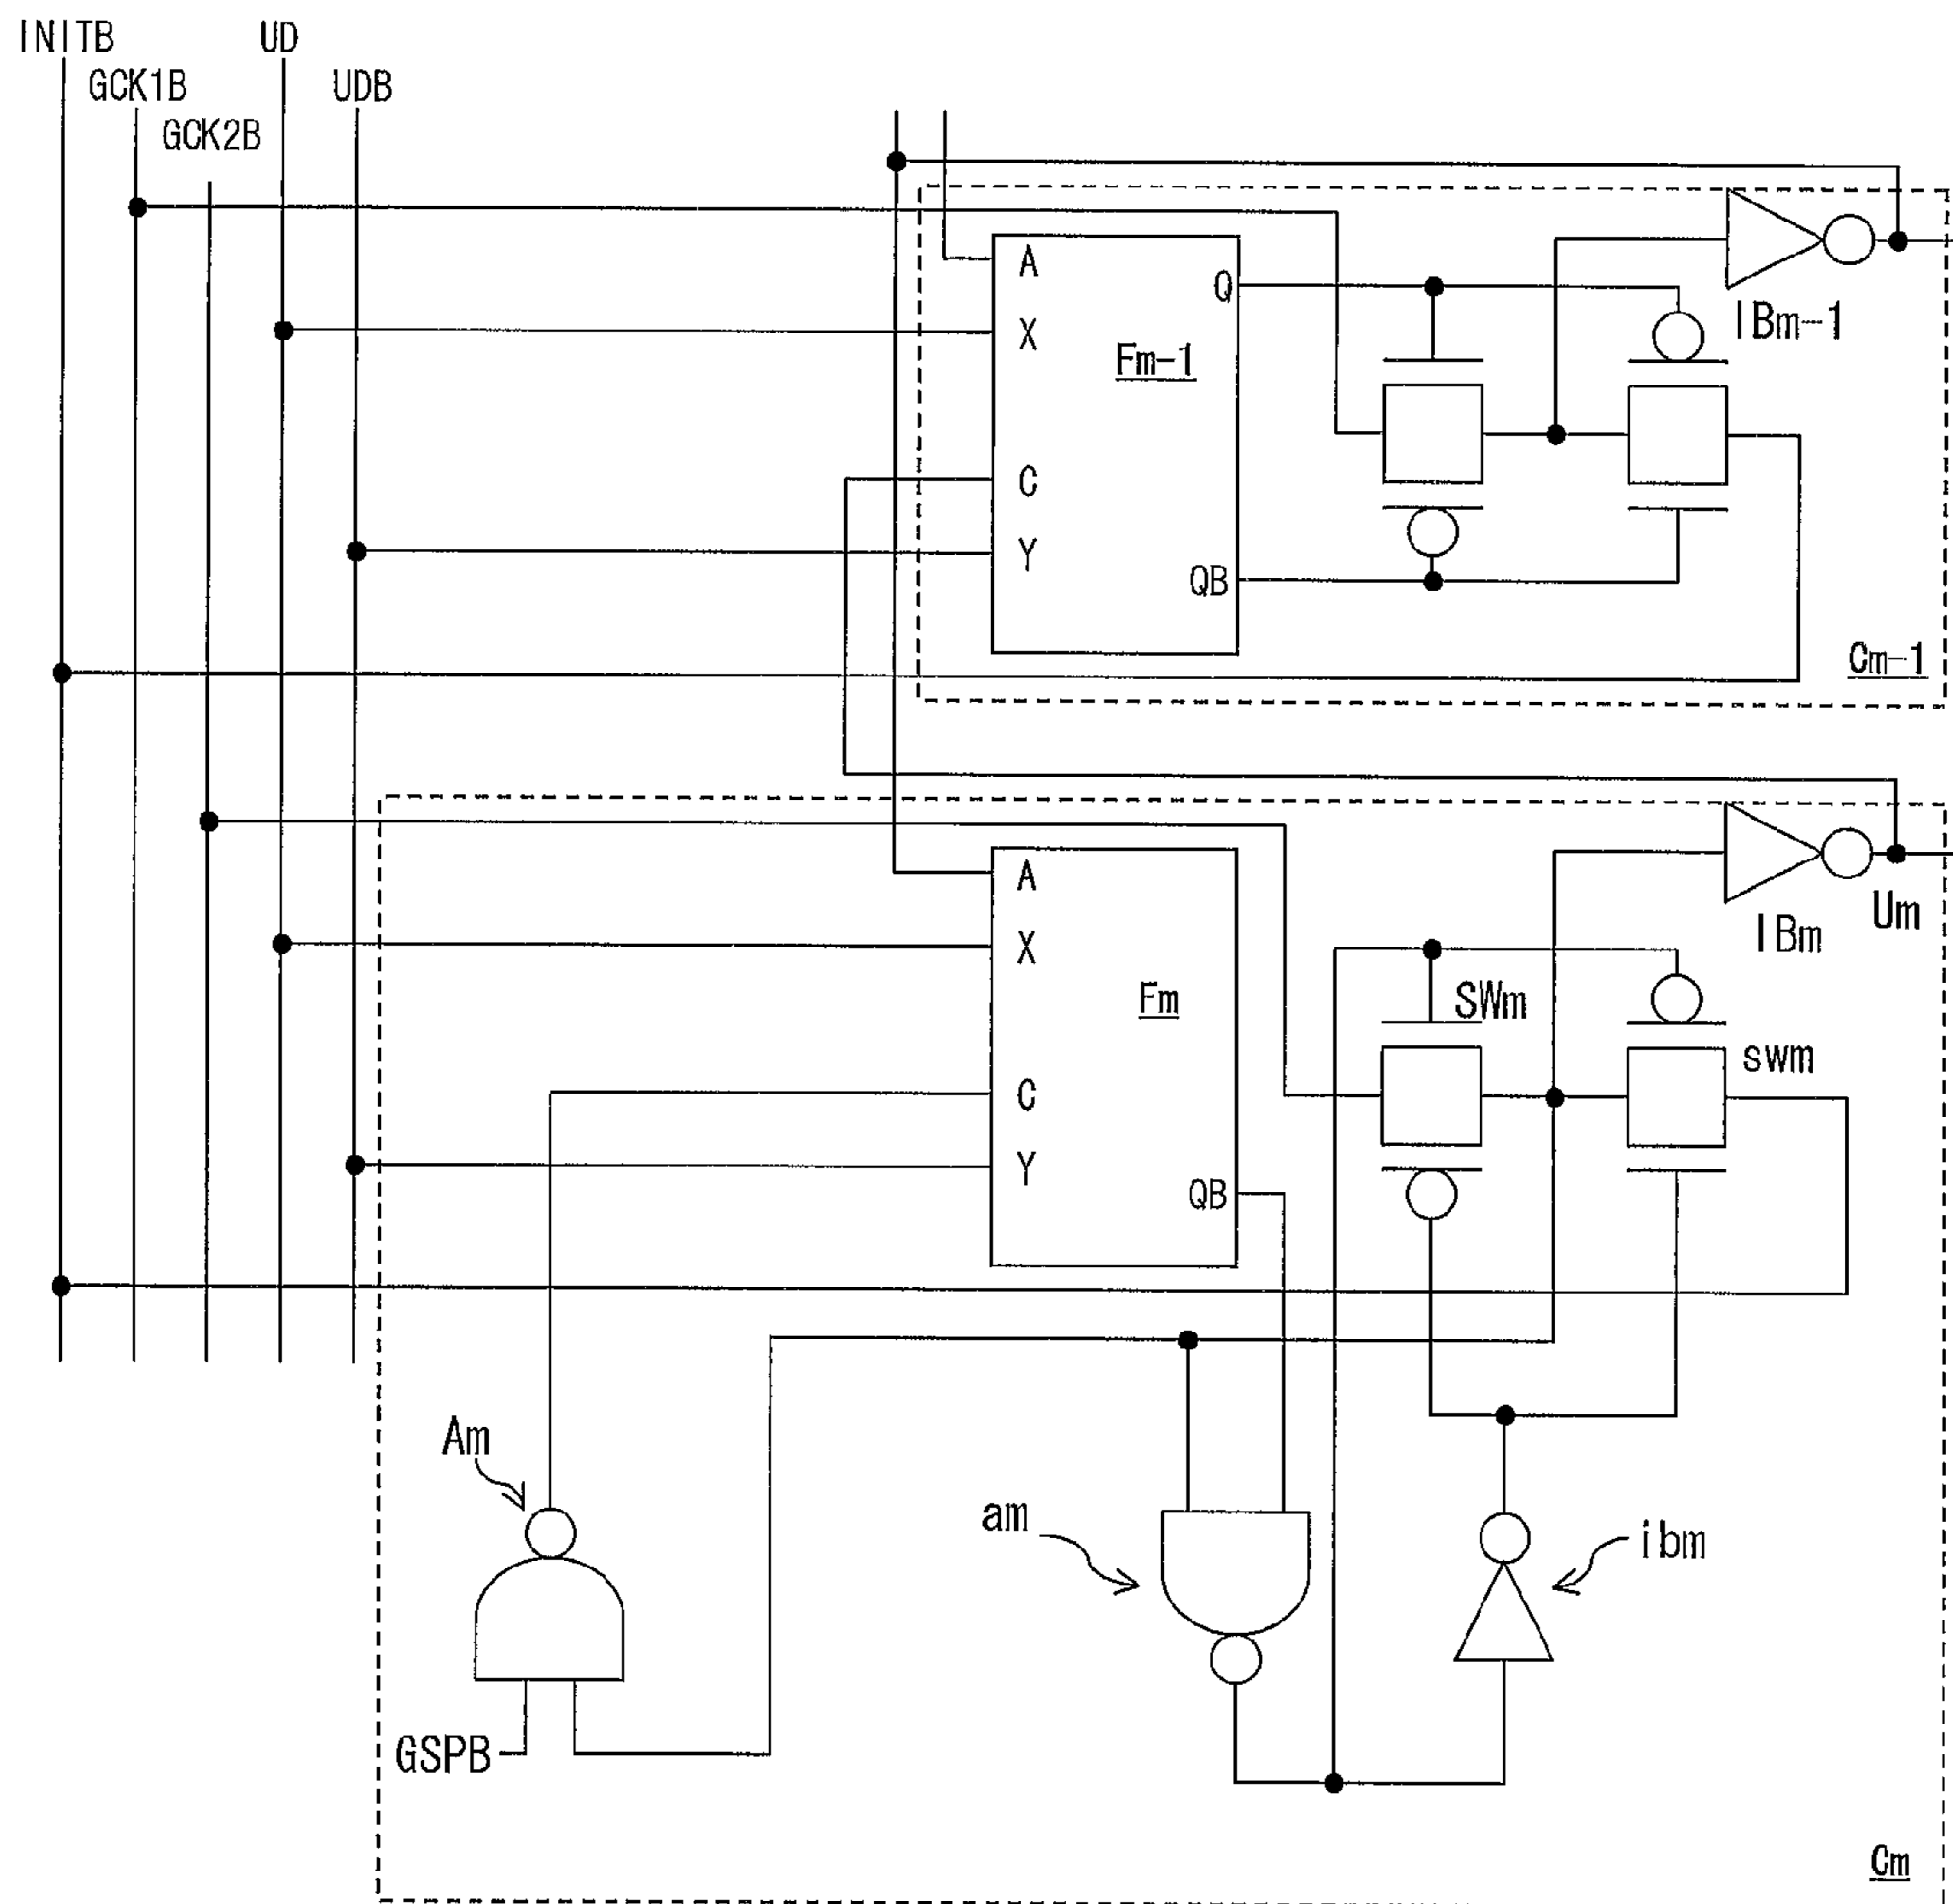 INITB
UD
GCK1B
UDB
GCK2B
A
Q
X
Fm-1
IBm-1
C
Y
QB
Cm-1
A
Um
X
IBm
Fm
SWm
swm
C
Y
QB
Am
am
ibm
GSPB
Cm